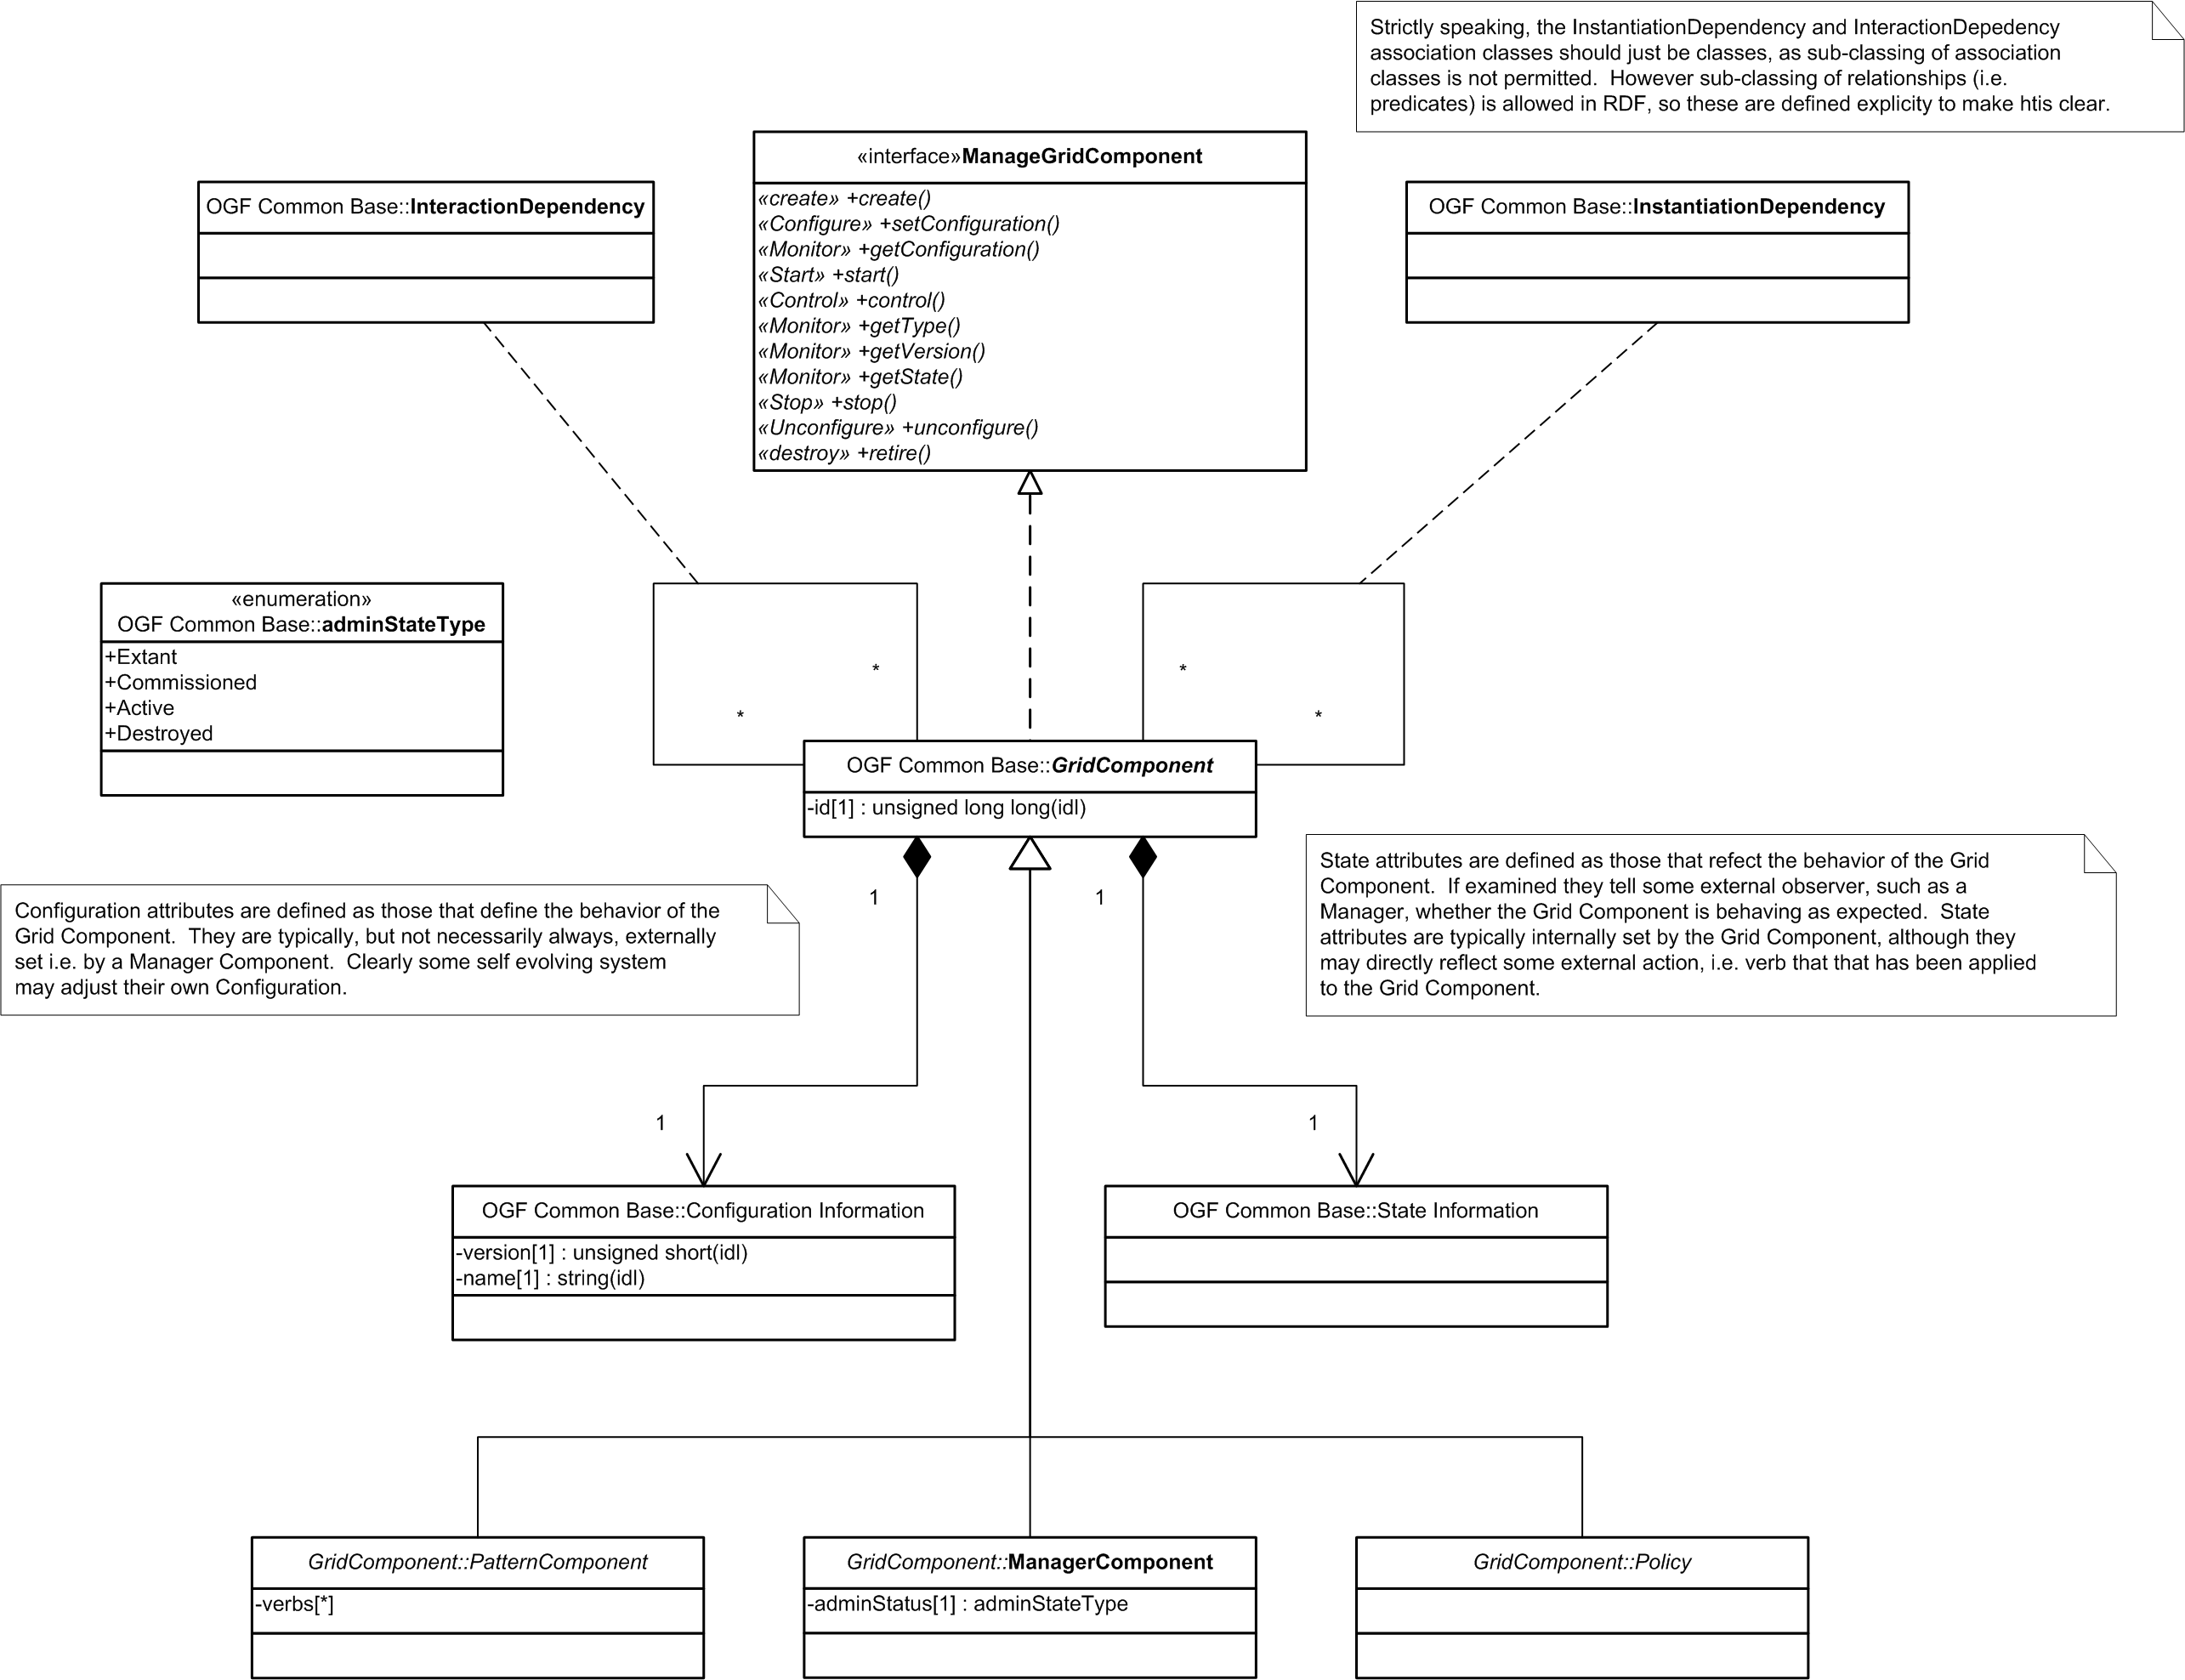 Strictly speaking, the InstantiationDependency and InteractionDepedency
association classes should just be classes, as sub-classing of association
classes is not permitted.  However sub-classing of relationships (i.e.
predicates) is allowed in RDF, so these are defined explicity to make htis clear.
«interface»ManageGridComponent
«create» +create()
«Configure» +setConfiguration()
«Monitor» +getConfiguration()
«Start» +start()
«Control» +control()
«Monitor» +getType()
«Monitor» +getVersion()
«Monitor» +getState()
«Stop» +stop()
«Unconfigure» +unconfigure()
«destroy» +retire()
OGF Common Base::InteractionDependency
OGF Common Base::InstantiationDependency
«enumeration»
OGF Common Base::adminStateType
+Extant
+Commissioned
+Active
+Destroyed
*
*
*
*
OGF Common Base::GridComponent
-id[1] : unsigned long long(idl)
1
1
Configuration attributes are defined as those that define the behavior of the
Grid Component.  They are typically, but not necessarily always, externally
set i.e. by a Manager Component.  Clearly some self evolving system
may adjust their own Configuration.
State attributes are defined as those that refect the behavior of the Grid
Component.  If examined they tell some external observer, such as a
Manager, whether the Grid Component is behaving as expected.  State
attributes are typically internally set by the Grid Component, although they
may directly reflect some external action, i.e. verb that that has been applied
to the Grid Component.
1
1
OGF Common Base::Configuration Information
-version[1] : unsigned short(idl)
-name[1] : string(idl)
OGF Common Base::State Information
GridComponent::PatternComponent
-verbs[*]
GridComponent::ManagerComponent
-adminStatus[1] : adminStateType
GridComponent::Policy